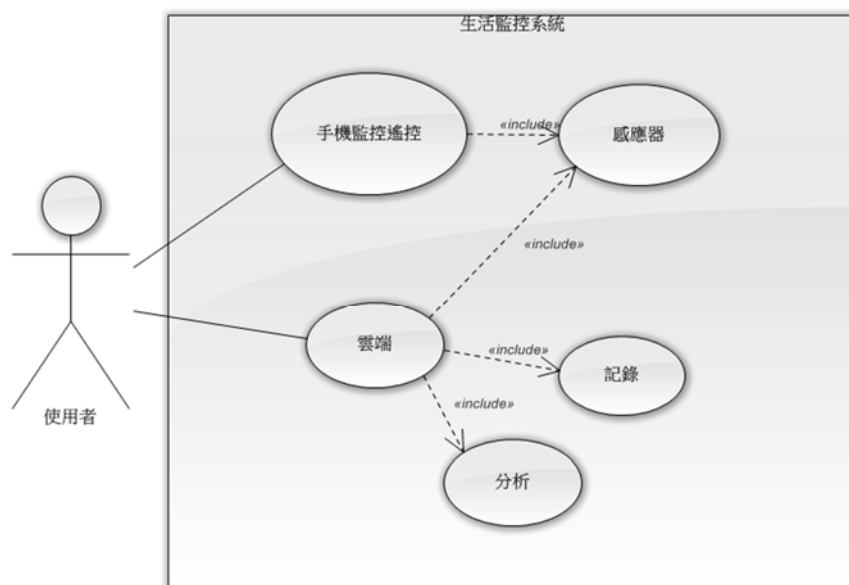 生活監控系統
手機監控遙控
«include»
感應器
«include»
雲端
«include»
記錄
«include»
使用者
分析